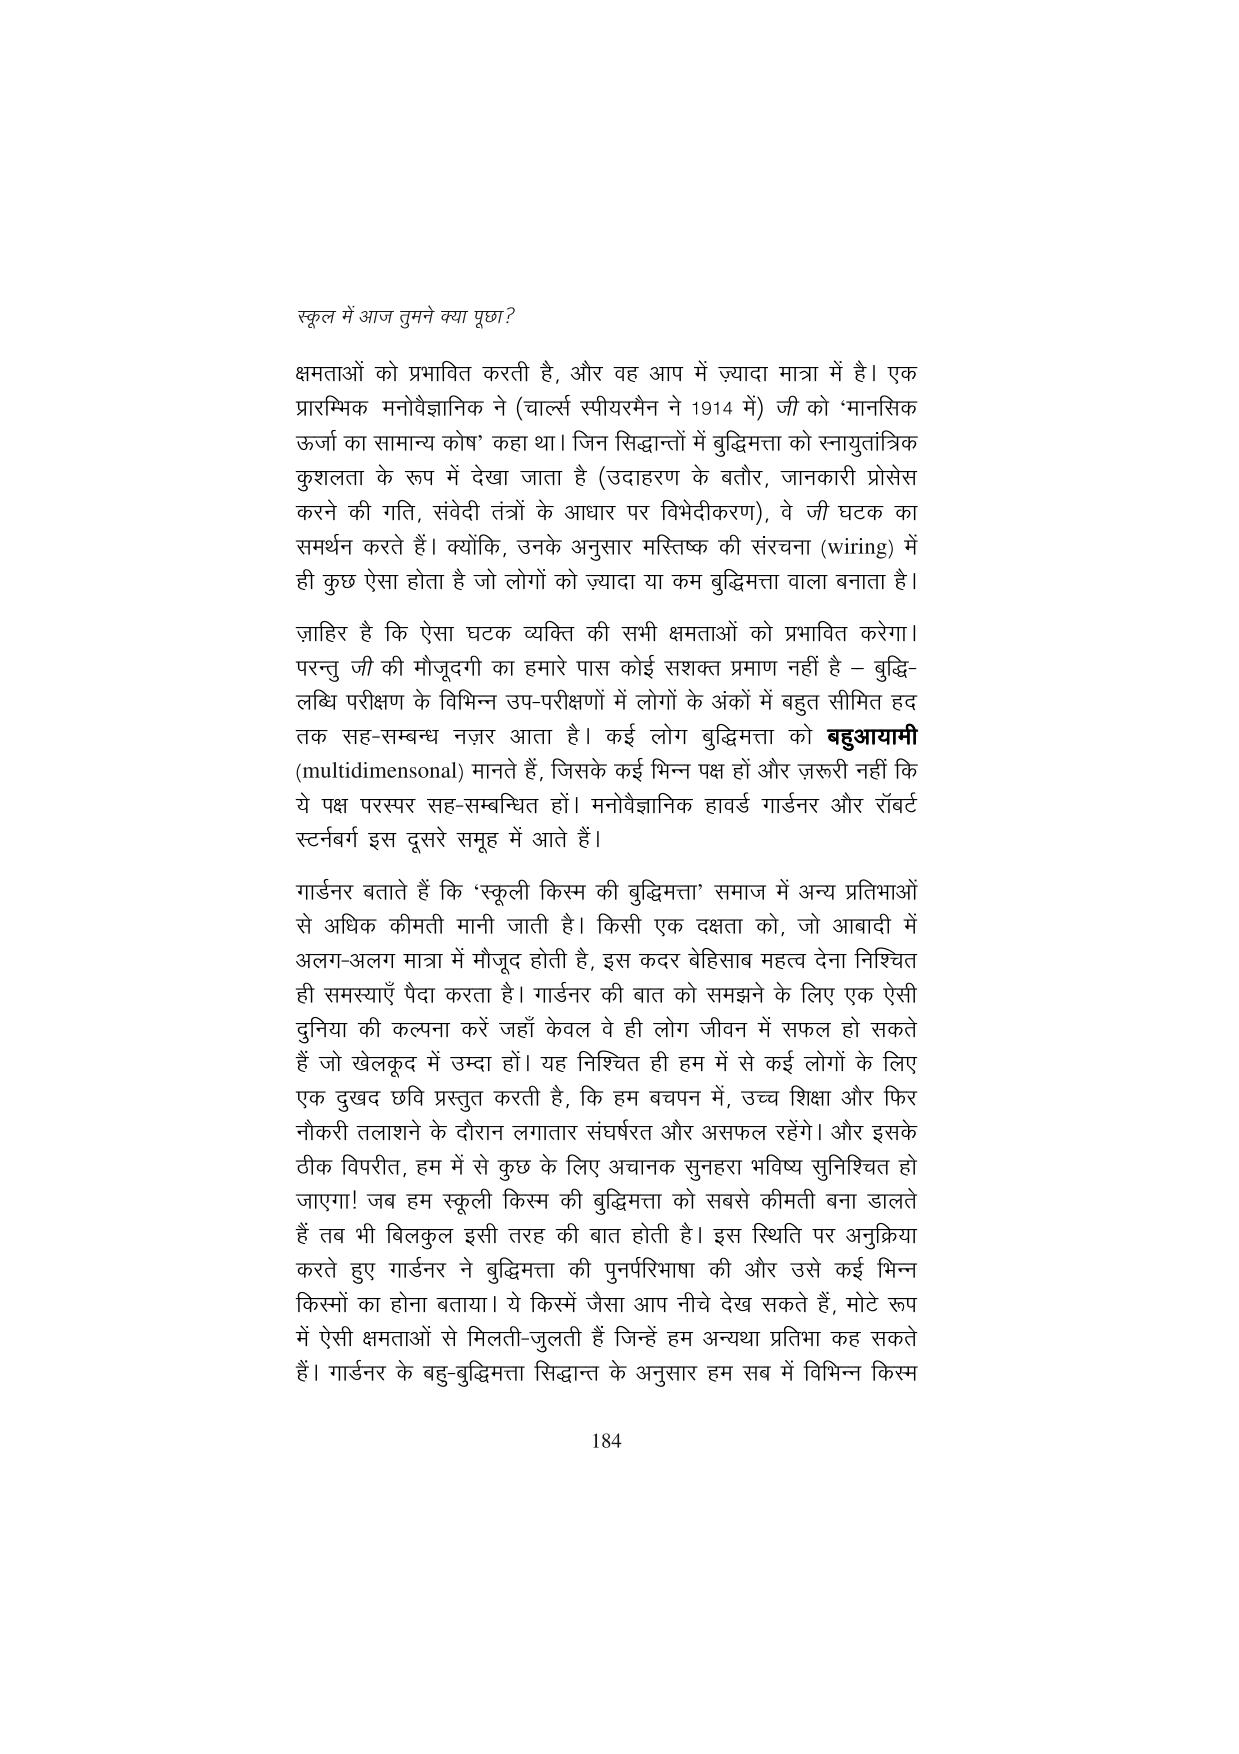 स्कूल में आज तुमने क्या पूछा?
क्षमताओं को प्रभावित करती है, और वह आप में ज़्यादा मात्रा में है। एक
प्रारम्भिक मनोवैज्ञानिक ने (चार्ल्स स्पीयरमैन ने 1914 में) जी को ‘मानसिक
ऊर्जा का सामान्य कोष’ कहा था। जिन सिद्धान्तों में बुद्धिमत्ता को स्नायुतांत्रिक
कुशलता के रूप में देखा जाता है (उदाहरण के बतौर, जानकारी प्रोसेस
करने की गति, संवेदी तंत्रों के आधार पर विभेदीकरण), वे जी घटक का
समर्थन करते हैं। क्योंकि, उनके अनुसार मस्तिष्क की संरचना (wiring) में
ही कुछ ऐसा होता है जो लोगों को ज़्यादा या कम बुद्धिमत्ता वाला बनाता है।
ज़ाहिर है कि ऐसा घटक व्यक्ति की सभी क्षमताओं को प्रभावित करेगा।
परन्तु जी की मौजूदगी का हमारे पास कोई सशक्त प्रमाण नहीं है – बुद्धि-
लब्धि परीक्षण के विभिन्न उप-परीक्षणों में लोगों के अंकों में बहुत सीमित हद
तक सह-सम्बन्ध नज़र आता है। कई लोग बुद्धिमत्ता को बहुआयामी
(multidimensonal) मानते हैं, जिसके कई भिन्न पक्ष हों और ज़रूरी नहीं कि
ये पक्ष परस्पर सह-सम्बन्धित हों। मनोवैज्ञानिक हावर्ड गार्डनर और रॉबर्ट
स्टर्नबर्ग इस दूसरे समूह में आते हैं।
गार्डनर बताते हैं कि ‘स्कूली किस्म की बुद्धिमत्ता’ समाज में अन्य प्रतिभाओं
से अधिक कीमती मानी जाती है। किसी एक दक्षता को, जो आबादी में
अलग-अलग मात्रा में मौजूद होती है, इस कदर बेहिसाब महत्व देना निश्चित
ही समस्याएँ पैदा करता है। गार्डनर की बात को समझने के लिए एक ऐसी
दुनिया की कल्पना करें जहाँ केवल वे ही लोग जीवन में सफल हो सकते
हैं जो खेलकूद में उम्दा हों। यह निश्चित ही हम में से कई लोगों के लिए
एक दुखद छवि प्रस्तुत करती है, कि हम बचपन में, उच्च शिक्षा और फिर
नौकरी तलाशने के दौरान लगातार संघर्षरत और असफल रहेंगे। और इसके
ठीक विपरीत, हम में से कुछ के लिए अचानक सुनहरा भविष्य सुनिश्चित हो
जाएगा! जब हम स्कूली किस्म की बुद्धिमत्ता को सबसे कीमती बना डालते
हैं तब भी बिलकुल इसी तरह की बात होती है। इस स्थिति पर अनुक्रिया
करते हुए गार्डनर ने बुद्धिमत्ता की पुनर्परिभाषा की और उसे कई भिन्न
किस्मों का होना बताया। ये किस्में जैसा आप नीचे देख सकते हैं, मोटे रूप
में ऐसी क्षमताओं से मिलती-जुलती हैं जिन्हें हम अन्यथा प्रतिभा कह सकते
हैं। गार्डनर के बहु-बुद्धिमत्ता सिद्धान्त के अनुसार हम सब में विभिन्न किस्म
184